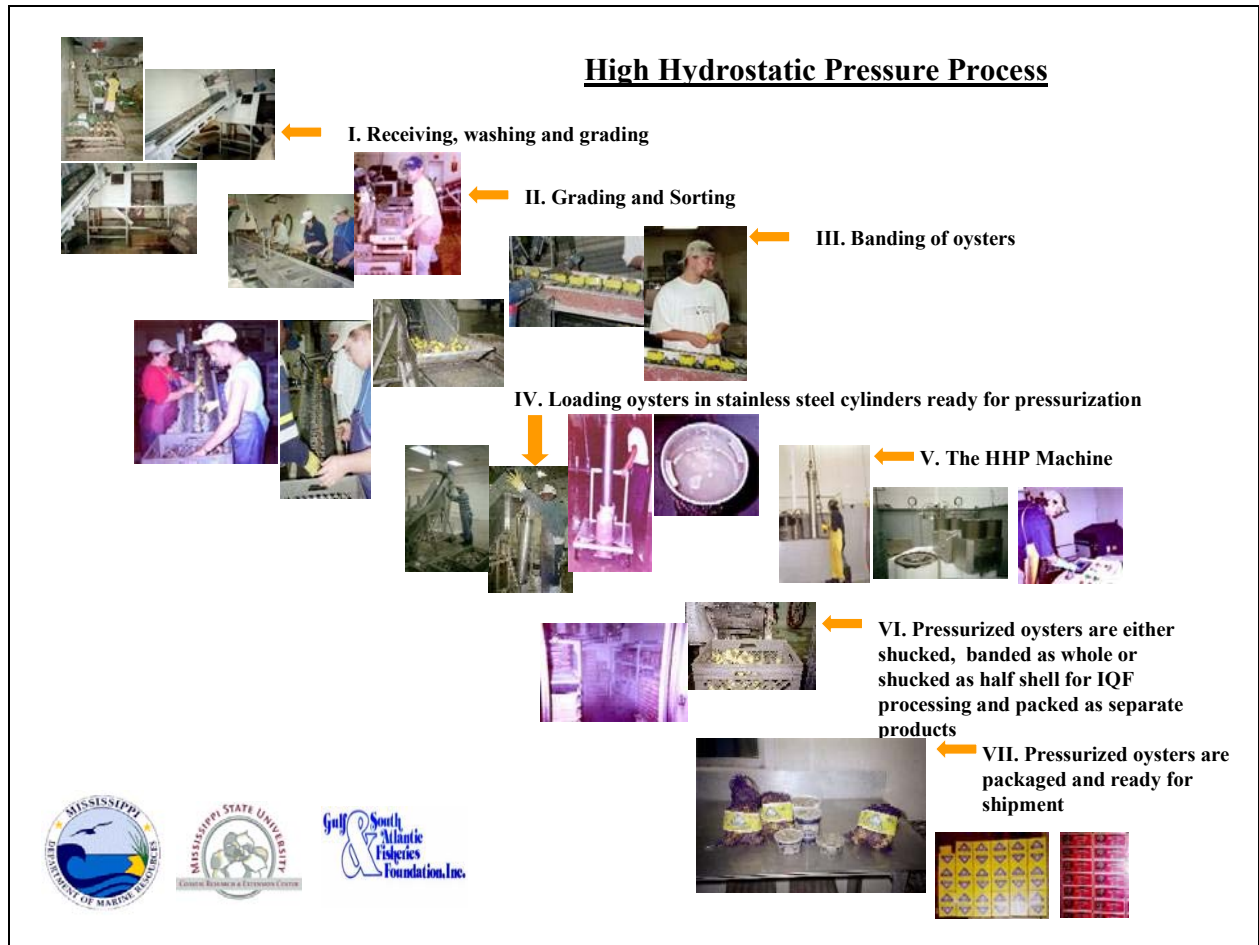 High Hydrostatic Pressure Process
I. Receiving, washing and grading
II. Grading and Sorting
III. Banding of oysters
IV. Loading oysters in stainless steel cylinders ready for pressurization
V. The HHP Machine
VI. Pressurized oysters are either
shucked, banded as whole or
shucked as half shell for IQF
processing and packed as separate
products
VII. Pressurized oysters are
packaged and ready for
shipment
MISSISSIPPI
DEPARTMENT OF MARINE RESOURCES
MISSISSIPPI STATE UNIVERSITY
COASTAL RESEARCH & EXTENSION CENTER
Gulf & South
Atlantic
Fisheries
Foundation, Inc.